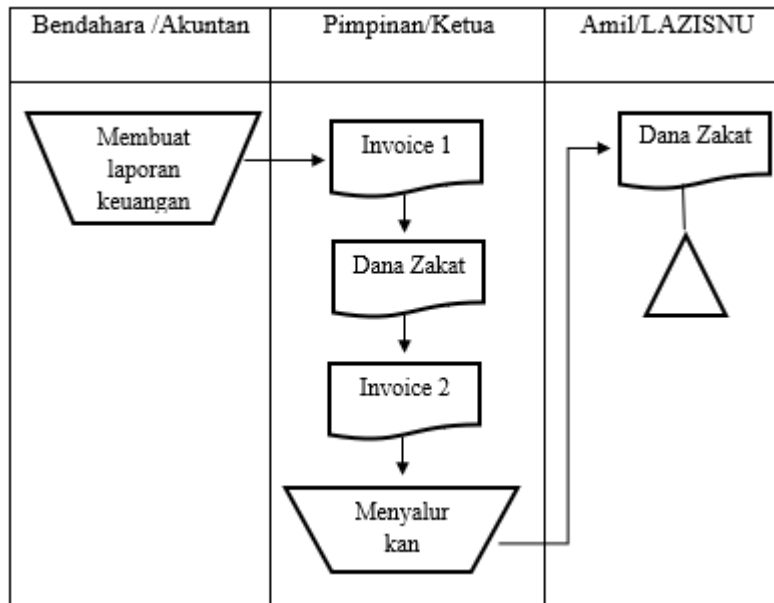 Bendahara /Akuntan
Pimpinan/Ketua
Amil/LAZISNU
Membuat
laporan
keuangan
Invoice 1
Dana Zakat
Invoice 2
Menyalur
kan
Dana Zakat